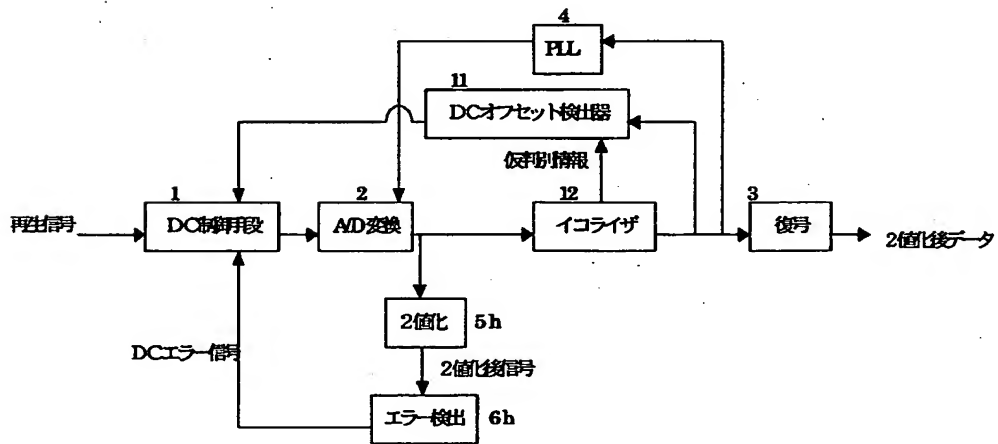 4
PLL
11
DCオフセット検出器
仮判別情報
1
2
12
3
再生信号
DC制御手段
A/D変換
イコライザ
復号
2値化後データ
2値化
5h
DCエラー信号
2値化後信号
エラー検出
6h